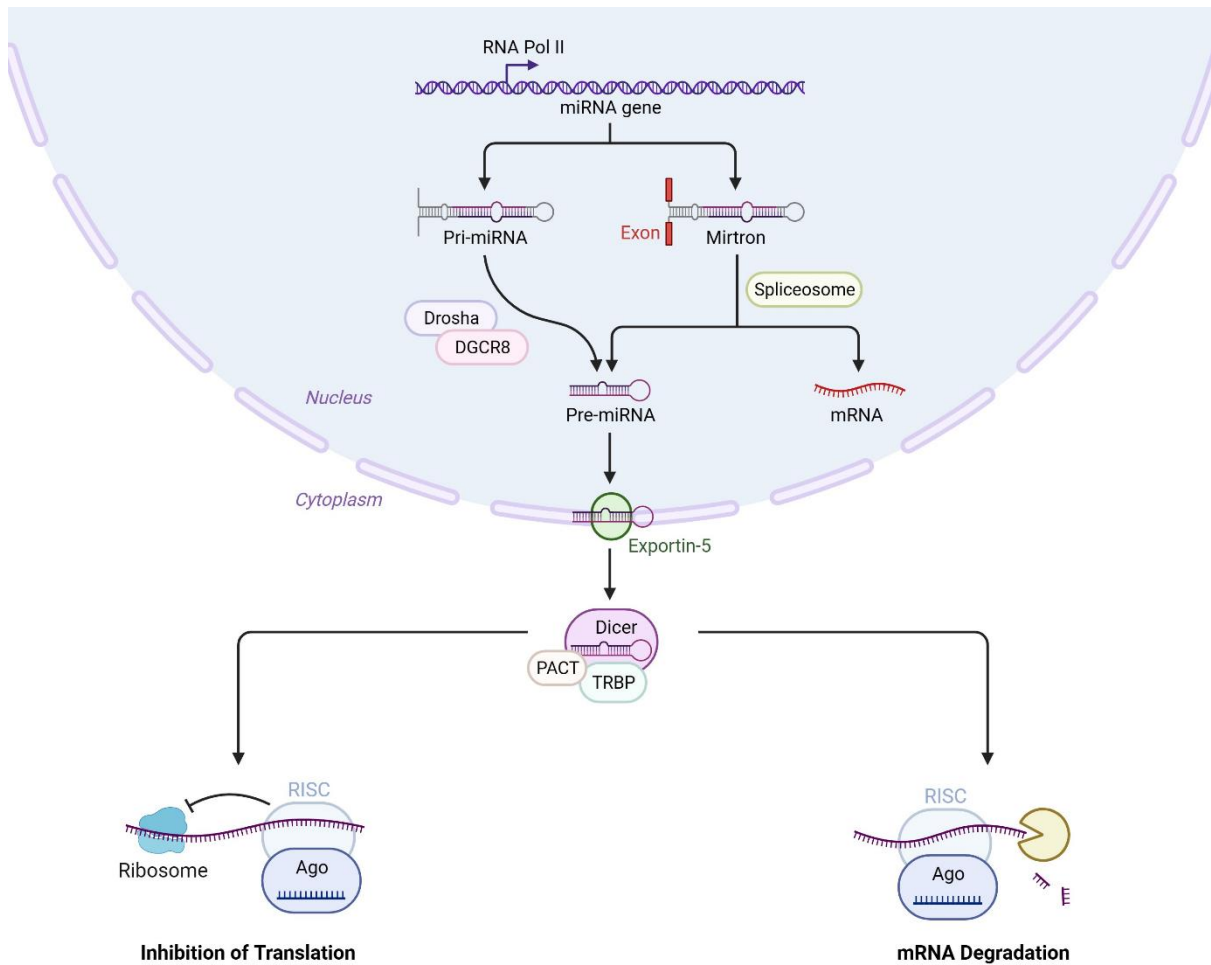 RNA Pol II
miRNA gene
Pri-miRNA
Exon
Mirtron
Spliceosome
Drosha
DGCR8
Nucleus
Pre-miRNA
mRNA
Cytoplasm
Exportin-5
Dicer
PACT
TRBP
RISC
Ribosome
Ago
Inhibition of Translation
RISC
Ago
mRNA Degradation